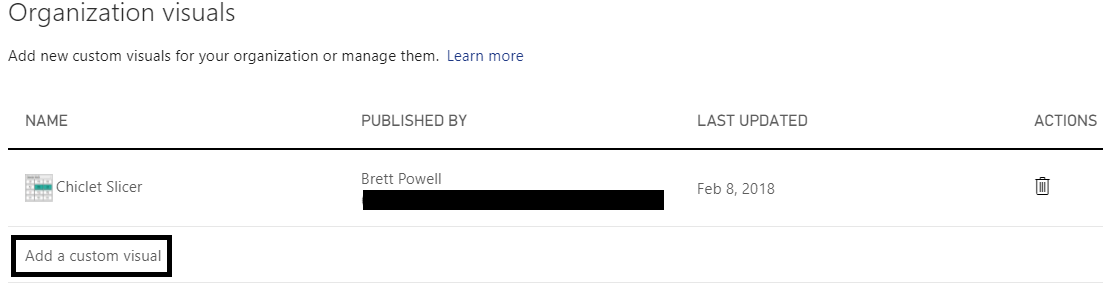 Organization visuals
Add new custom visuals for your organization or manage them. Learn more
NAME PUBLISHED BY LAST UPDATED ACTIONS
Chiclet Slicer Brett Powell Feb 8, 2018
Add a custom visual